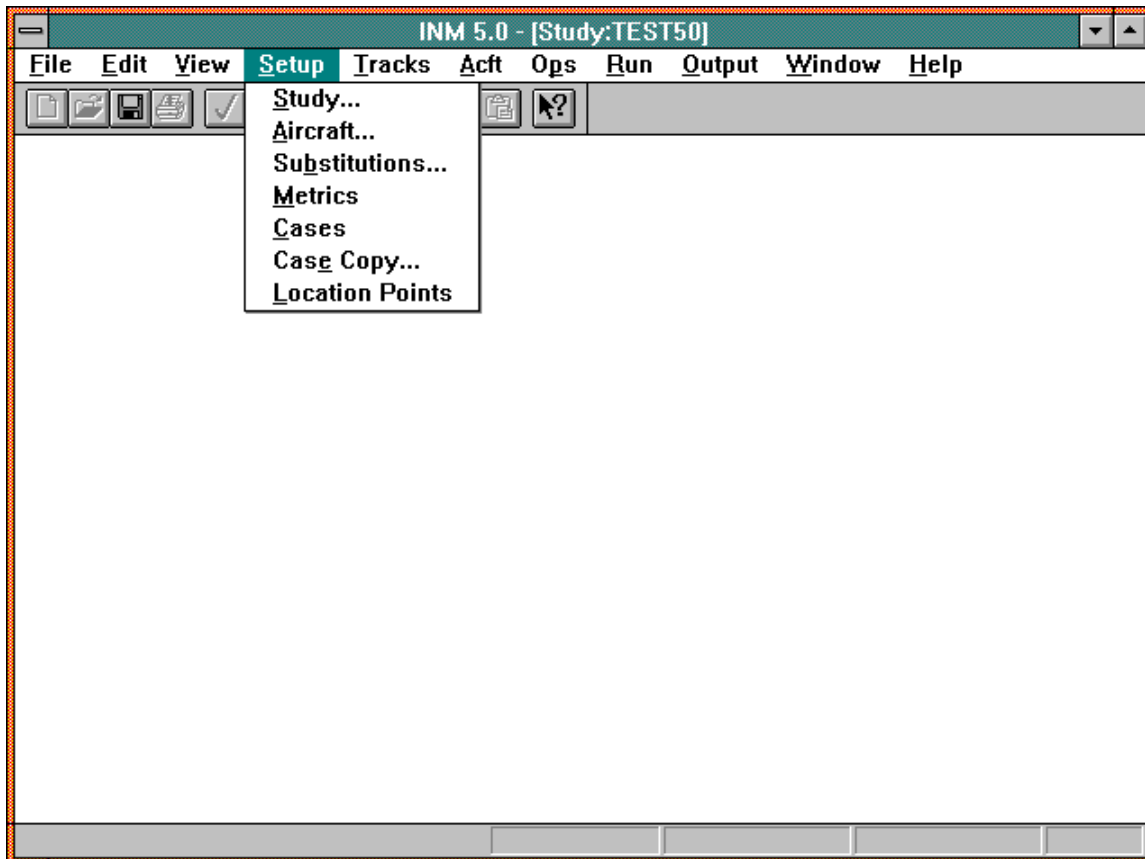 INM 5.0 - [Study:TEST50]
File Edit View Setup Tracks Acft Ops Run Output Window Help
?
Study...
Aircraft...
Substitutions...
Metrics
Cases
Case Copy...
Location Points